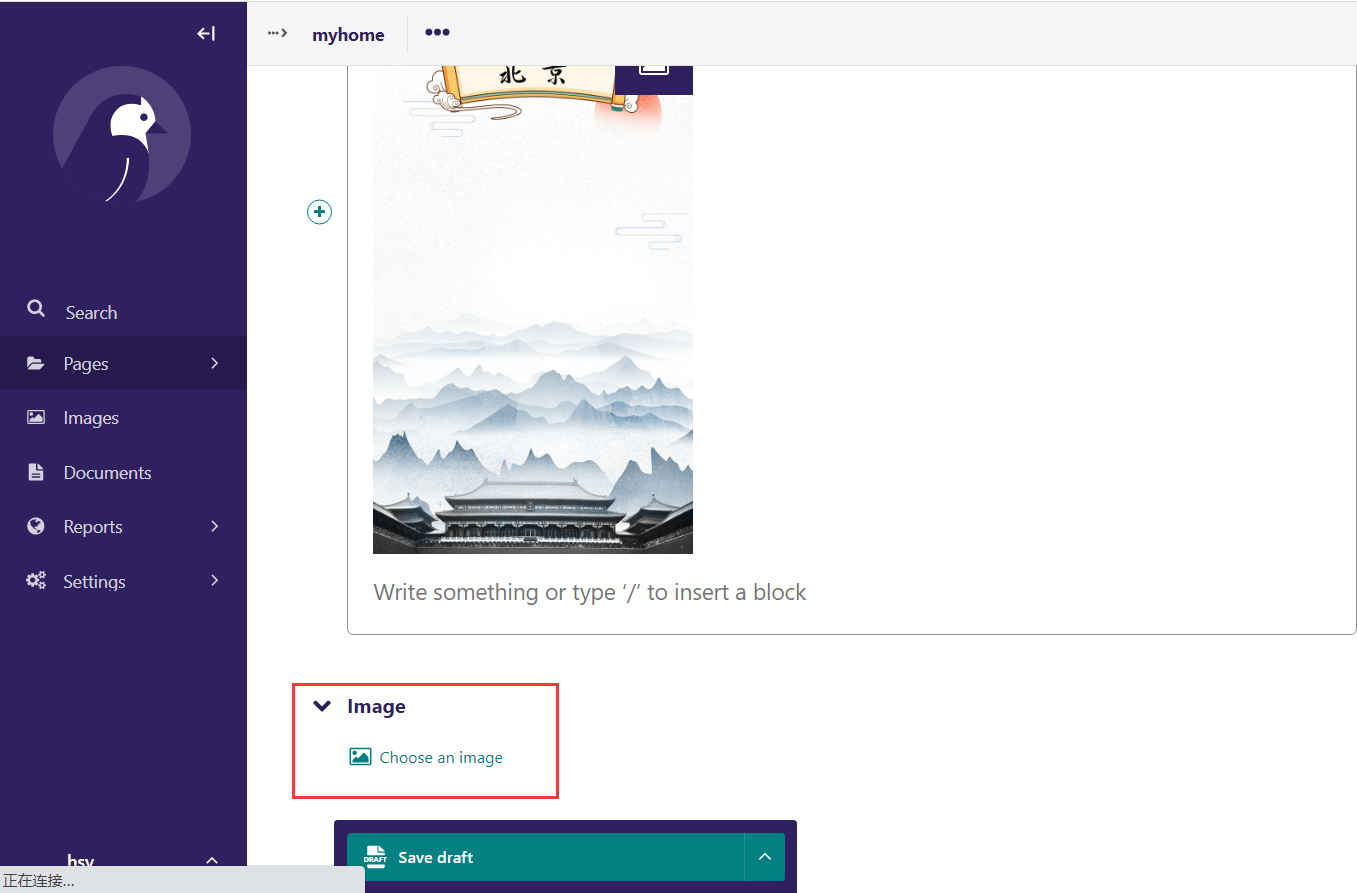 myhome
北京
Search
Pages
Images
Documents
Reports
Settings
Write something or type ‘/’ to insert a block
Image
Choose an image
DRAFT
Save draft
hsv
正在连接...